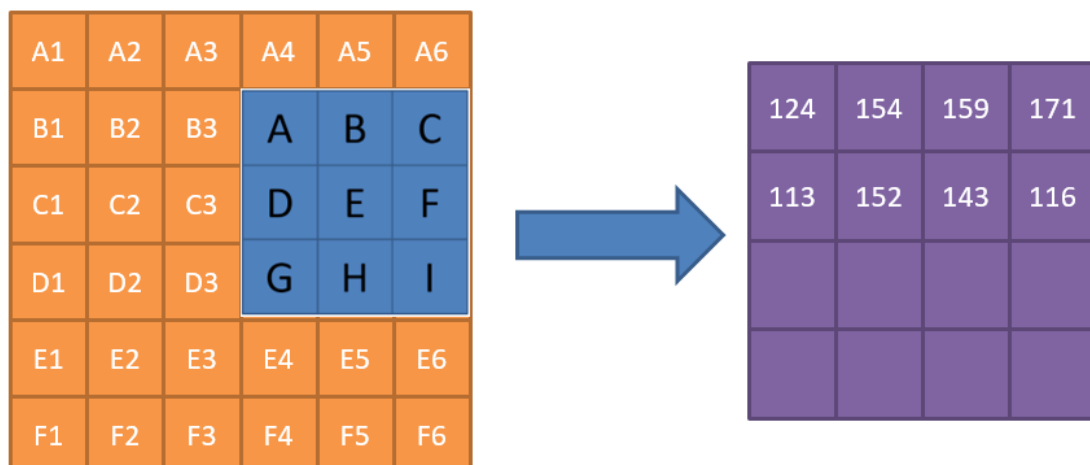 A1 A2 A3 A4 A5 A6
B1 B2 B3 A B C
C1 C2 C3 D E F
D1 D2 D3 G H I
E1 E2 E3 E4 E5 E6
F1 F2 F3 F4 F5 F6
124 154 159 171
113 152 143 116